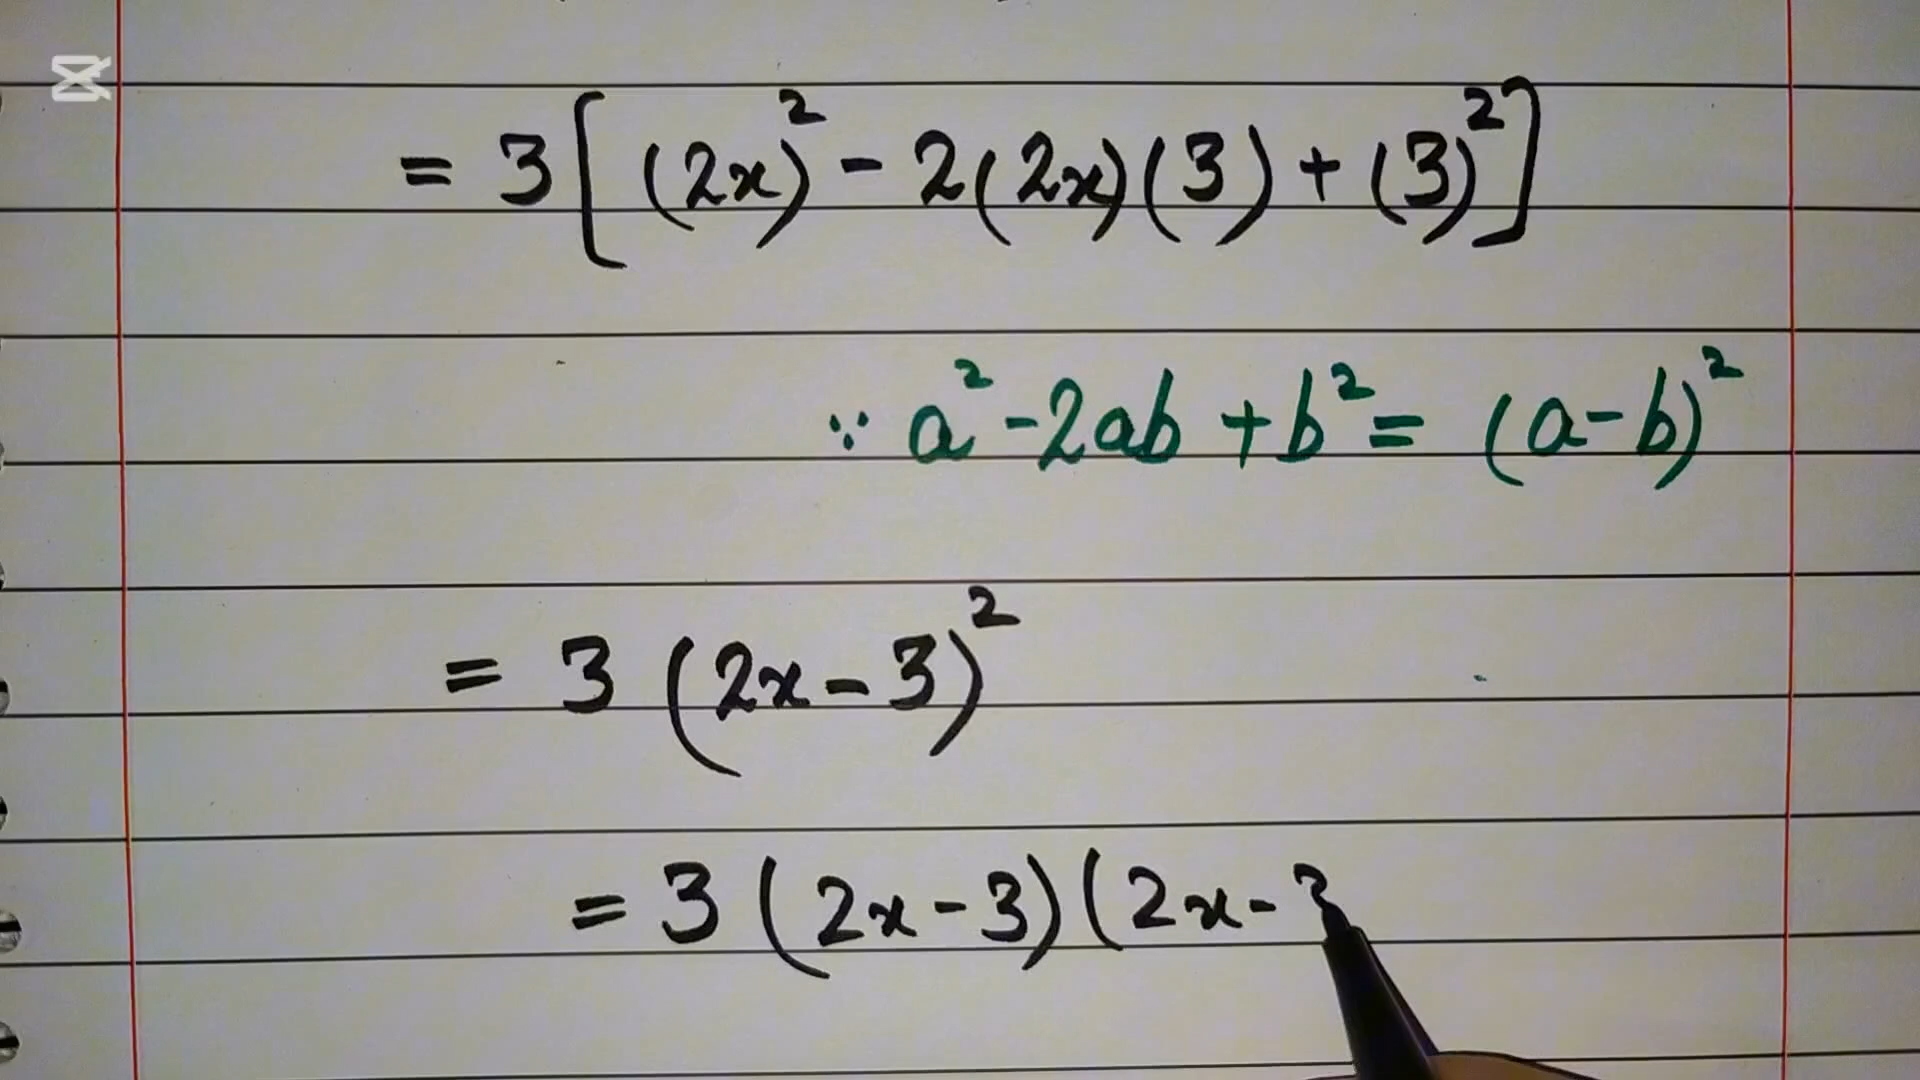 = 3[(2x)² - 2(2x)(3) + (3)²]
∵ a² - 2ab + b² = (a - b)²
= 3 (2x - 3)²
= 3 (2x - 3)(2x - 3